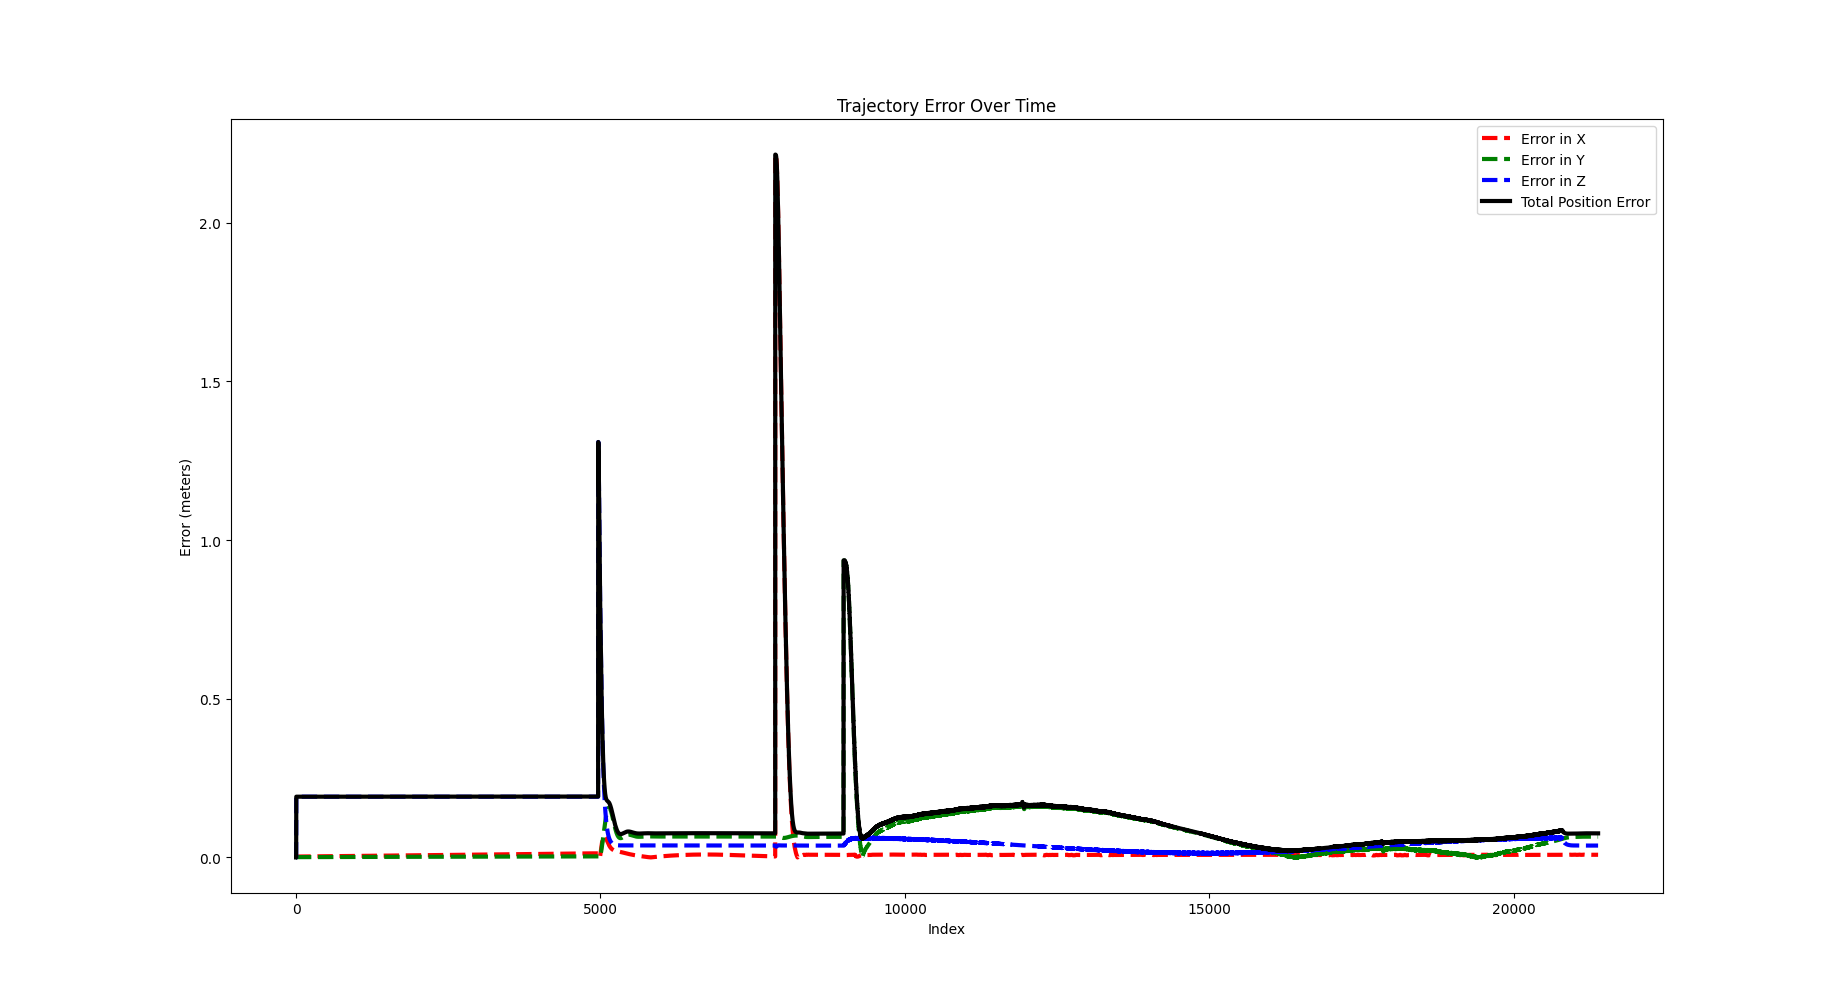 Trajectory Error Over Time
Error in X
Error in Y
Error in Z
Total Position Error
2.0
1.5
1.0
0.5
0.0
Error (meters)
0 5000 10000 15000 20000
Index